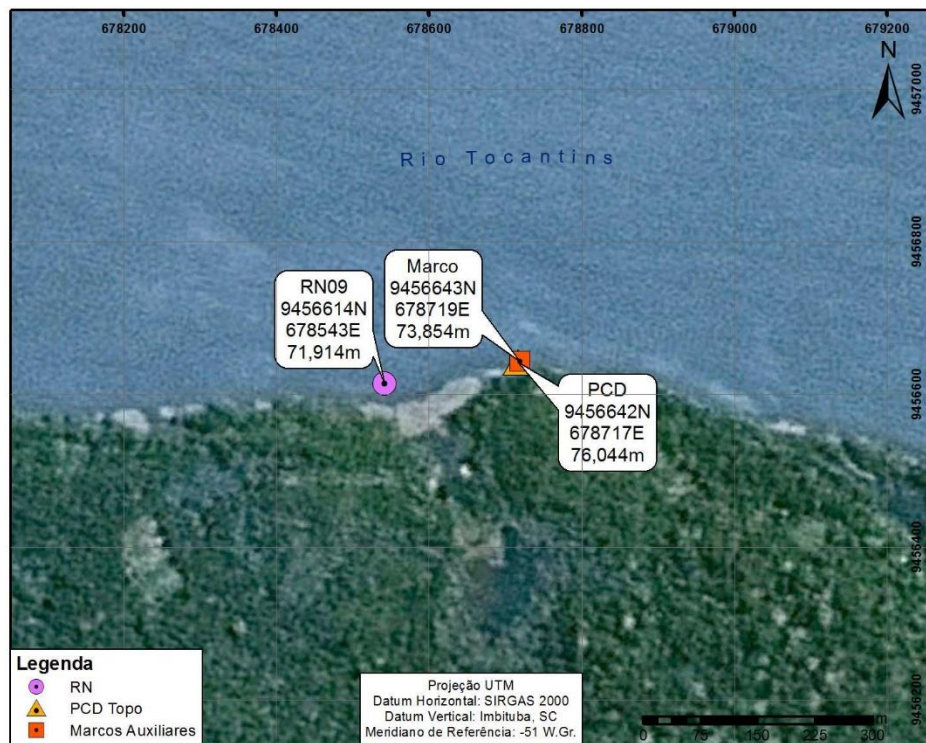 678200
678400
678600
678800
679000
679200
N
9457000
Rio Tocantins
9456800
Marco
9456643N
678719E
73,854m
RN09
9456614N
678543E
71,914m
PCD
9456642N
678717E
76,044m
9456600
9456400
9456200
Legenda
RN
PCD Topo
Marcos Auxiliares
Projeção UTM
Datum Horizontal: SIRGAS 2000
Datum Vertical: Imbituba, SC
Meridiano de Referência: -51 W.Gr.
m
0 75 150 225 300